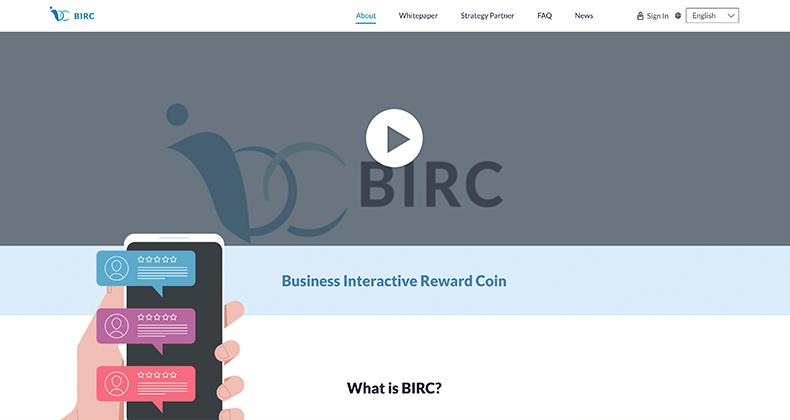 BIRC
About Whitepaper Strategy Partner FAQ News Sign In English
BIRC
Business Interactive Reward Coin
What is BIRC?